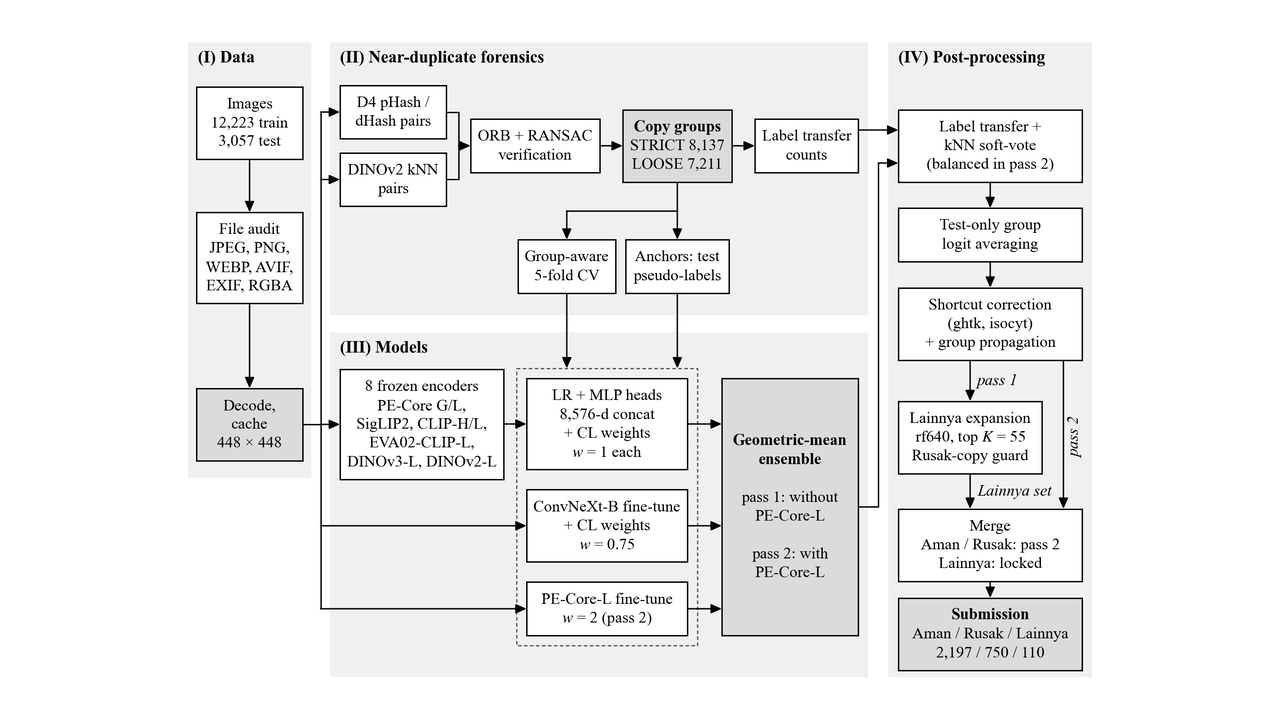 (I) Data
Images
12,223 train
3,057 test
File audit
JPEG, PNG,
WEBP, AVIF,
EXIF, RGBA
Decode,
cache
448 × 448
(II) Near-duplicate forensics
D4 pHash /
dHash pairs
DINOv2 kNN
pairs
ORB + RANSAC
verification
Copy groups
STRICT 8,137
LOOSE 7,211
Label transfer
counts
Group-aware
5-fold CV
Anchors: test
pseudo-labels
(III) Models
8 frozen encoders
PE-Core G/L,
SigLIP2, CLIP-H/L,
EVA02-CLIP-L,
DINOv3-L, DINOv2-L
LR + MLP heads
8,576-d concat
+ CL weights
w = 1 each
ConvNeXt-B fine-tune
+ CL weights
w = 0.75
PE-Core-L fine-tune
w = 2 (pass 2)
Geometric-mean
ensemble
pass 1: without
PE-Core-L
pass 2: with
PE-Core-L
(IV) Post-processing
Label transfer +
kNN soft-vote
(balanced in pass 2)
Test-only group
logit averaging
Shortcut correction
(ghtk, isocyt)
+ group propagation
pass 1
pass 2
Lainnya expansion
rf640, top K = 55
Rusak-copy guard
Lainnya set
Merge
Aman / Rusak: pass 2
Lainnya: locked
Submission
Aman / Rusak / Lainnya
2,197 / 750 / 110